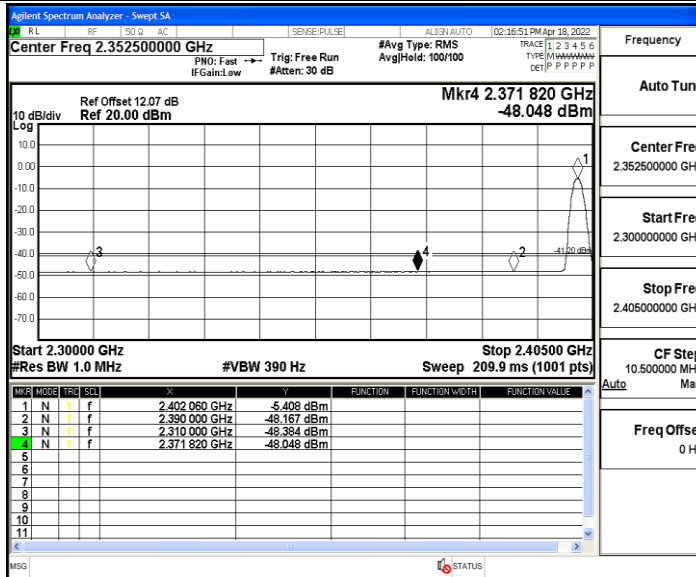 Agilent Spectrum Analyzer - Swept SA
LXI RL RF 50 Ω AC SENSE:PULSE ALIGN AUTO 02:16:51 PM Apr 18, 2022
Center Freq 2.352500000 GHz
#Avg Type: RMS
TRACE 1 2 3 4 5 6
PNO: Fast
Trig: Free Run
Avg|Hold: 100/100
TYPE M WWWWW
IFGain:Low
#Atten: 30 dB
DET P P P P P P
Mkr4 2.371 820 GHz
-48.048 dBm
Ref Offset 12.07 dB
10 dB/div Ref 20.00 dBm
Log
10.0
0.00
-10.0
-20.0
-30.0
-40.0
-50.0
-60.0
-70.0
1
2
3
4
-41.20 dBm
Start 2.30000 GHz Stop 2.40500 GHz
#Res BW 1.0 MHz #VBW 390 Hz Sweep 209.9 ms (1001 pts)
MKR MODE TRC SCL X Y FUNCTION FUNCTION WIDTH FUNCTION VALUE
1 N 1 f 2.402 060 GHz -5.408 dBm
2 N 1 f 2.390 000 GHz -48.167 dBm
3 N 1 f 2.310 000 GHz -48.384 dBm
4 N 1 f 2.371 820 GHz -48.048 dBm
5
6
7
8
9
10
11
MSG STATUS
Frequency
Auto Tun
Center Fre
2.352500000 GH
Start Fre
2.300000000 GH
Stop Fre
2.405000000 GH
CF Step
10.500000 MH
Auto Ma
Freq Offse
0 H